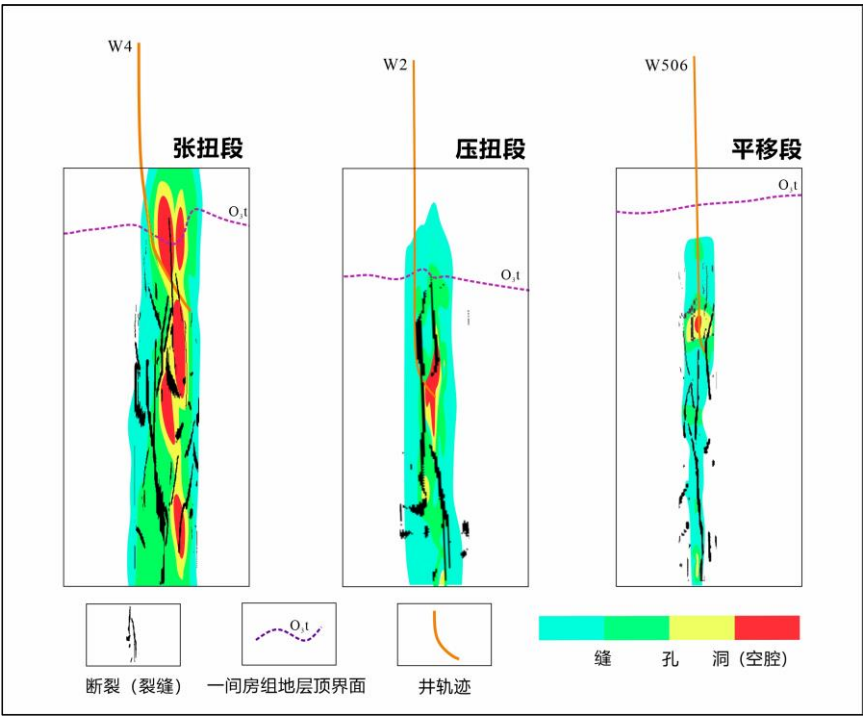 W4
W2
W506
张扭段
压扭段
平移段
O₃t
O₃t
O₃t
O₃t
断裂（裂缝）
一间房组地层顶界面
井轨迹
缝 孔 洞(空腔)